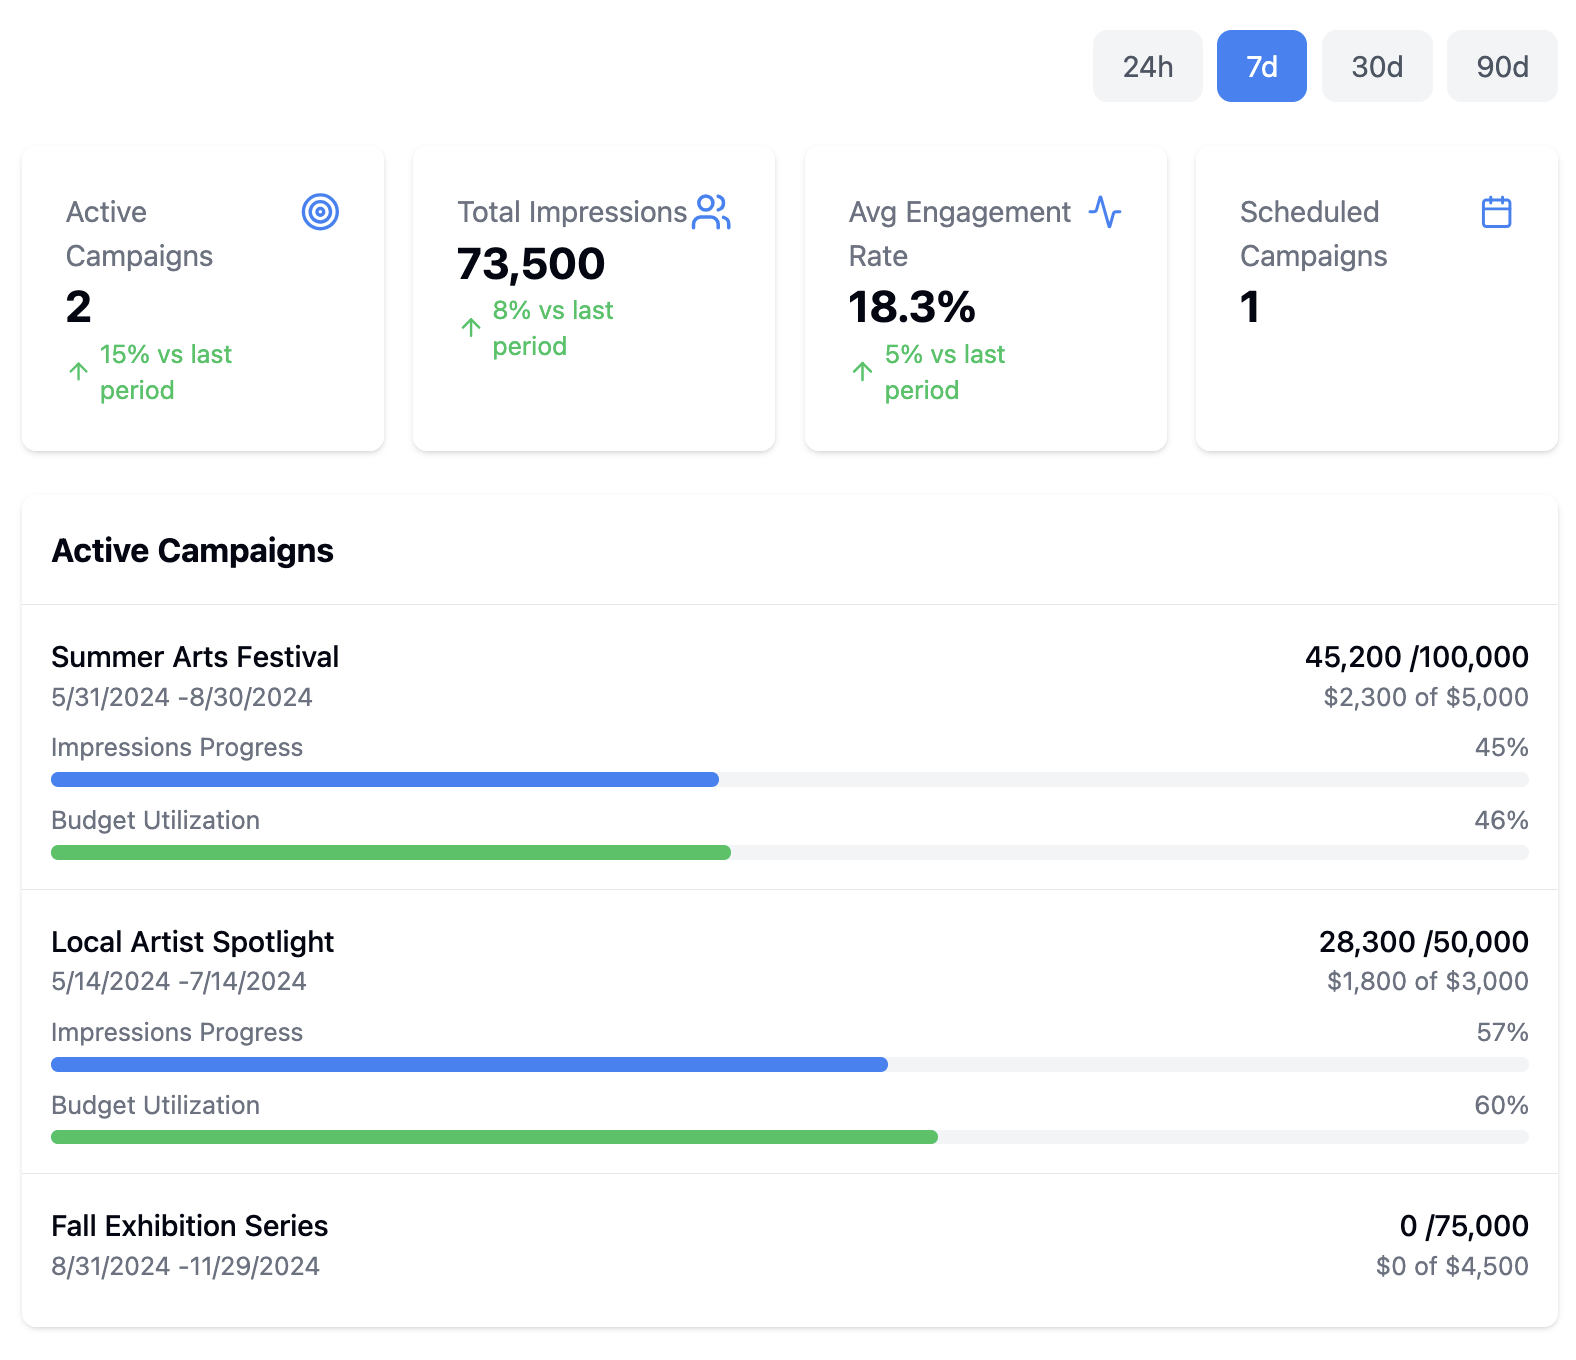 24h 7d 30d 90d
Active
Campaigns
2
15% vs last
period
Total Impressions
73,500
8% vs last
period
Avg Engagement
Rate
18.3%
5% vs last
period
Scheduled
Campaigns
1
Active Campaigns
Summer Arts Festival 45,200 /100,000
5/31/2024 -8/30/2024 $2,300 of $5,000
Impressions Progress 45%
Budget Utilization 46%
Local Artist Spotlight 28,300 /50,000
5/14/2024 -7/14/2024 $1,800 of $3,000
Impressions Progress 57%
Budget Utilization 60%
Fall Exhibition Series 0 /75,000
8/31/2024 -11/29/2024 $0 of $4,500